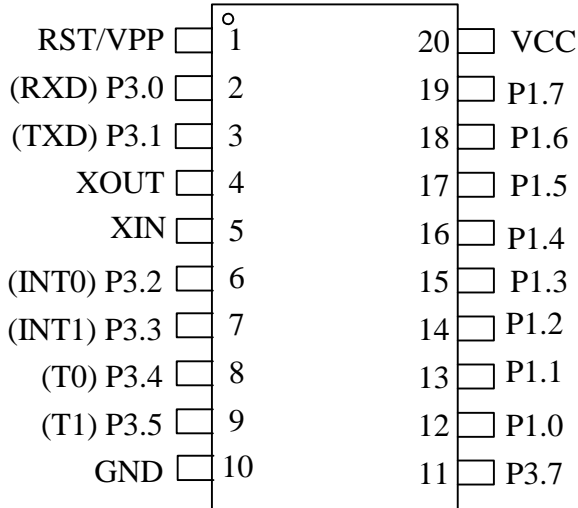 RST/VPP 1 20 VCC
(RXD) P3.0 2 19 P1.7
(TXD) P3.1 3 18 P1.6
XOUT 4 17 P1.5
XIN 5 16 P1.4
(INT0) P3.2 6 15 P1.3
(INT1) P3.3 7 14 P1.2
(T0) P3.4 8 13 P1.1
(T1) P3.5 9 12 P1.0
GND 10 11 P3.7